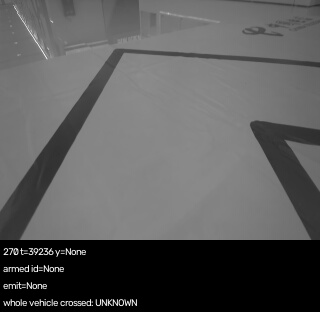 270 t=39236 y=None
armed id=None
emit=None
whole vehicle crossed: UNKNOWN